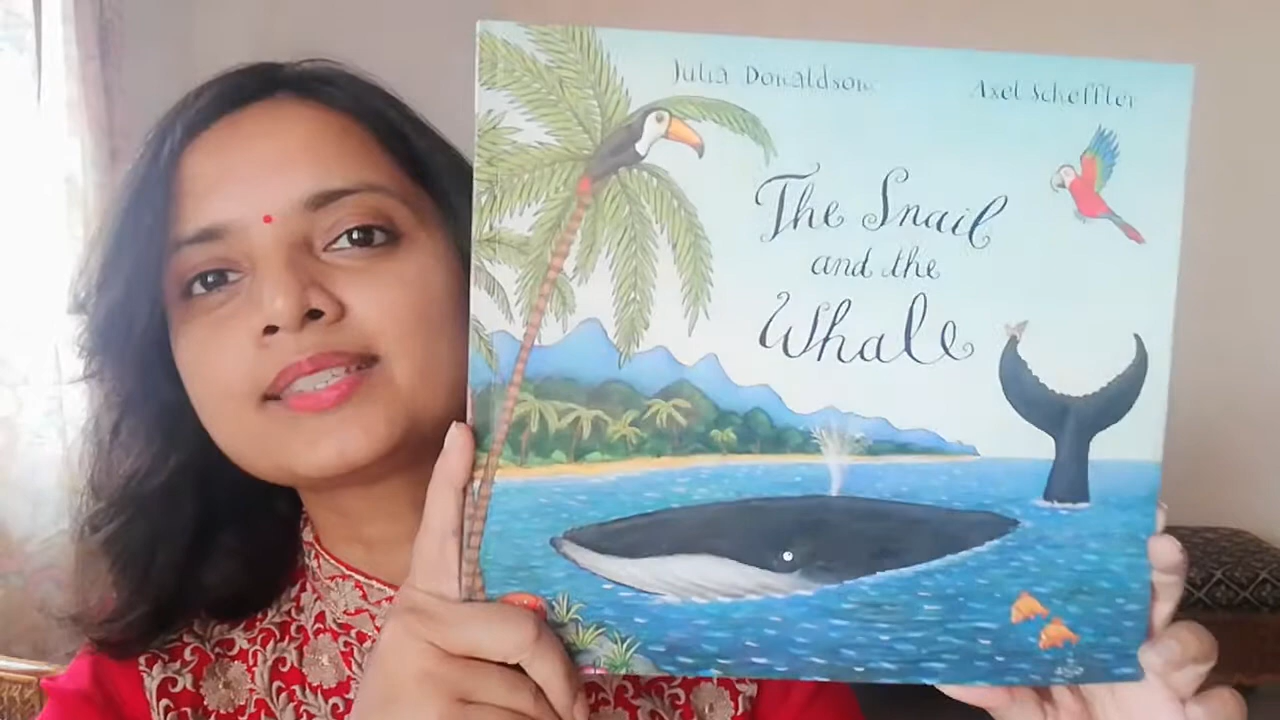 Julia Donaldson
Axel Scheffler
The Snail
and the
Whale